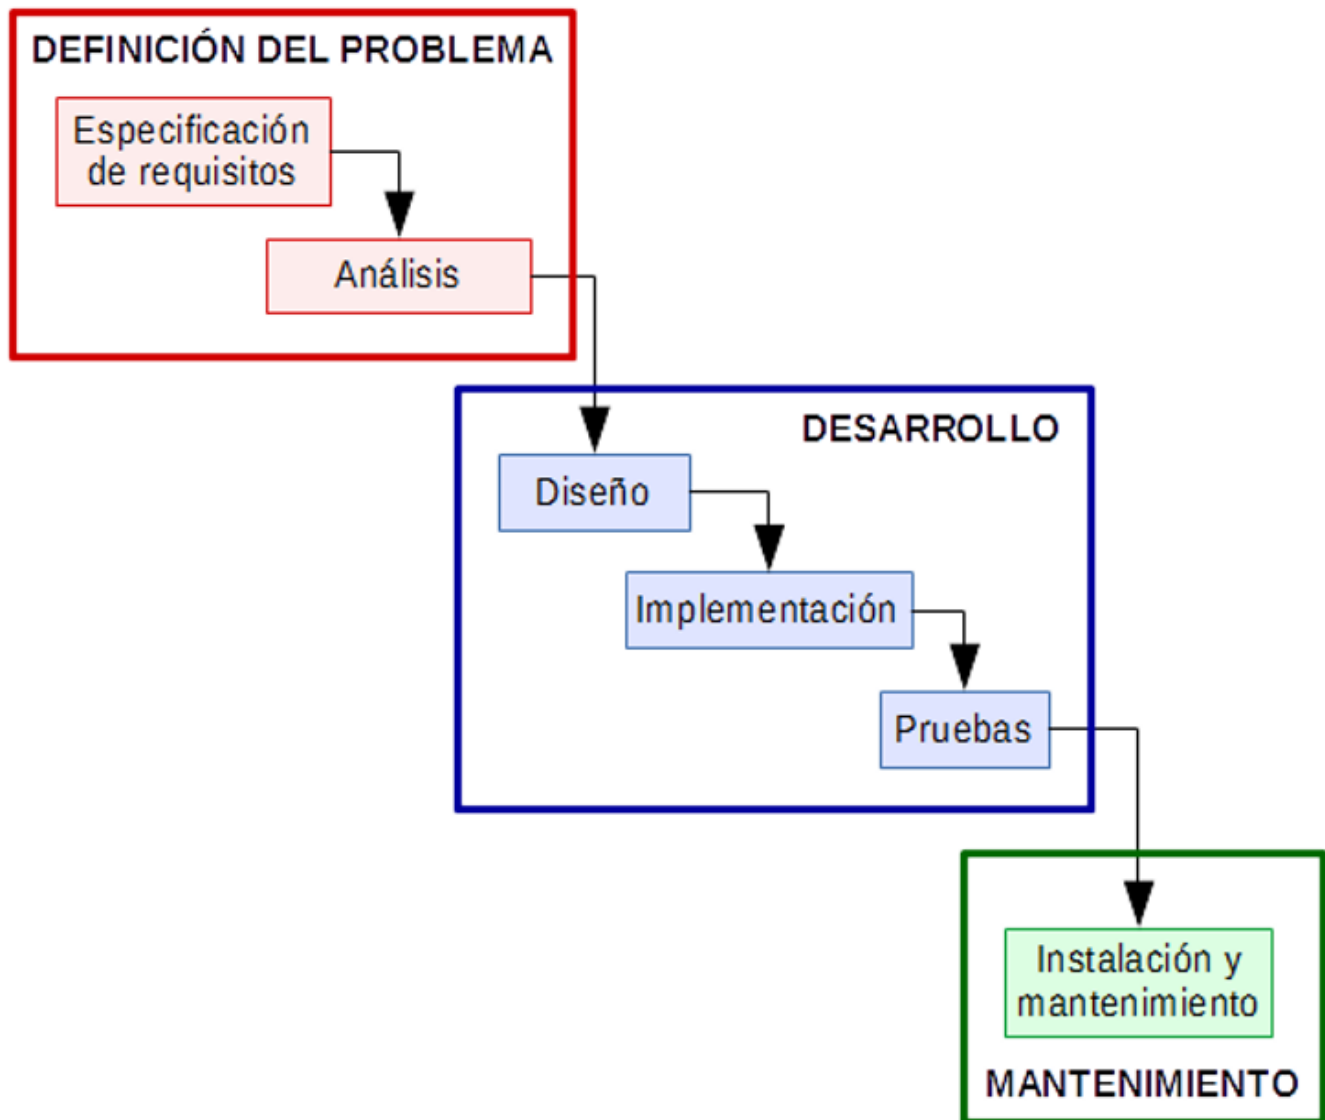 DEFINICIÓN DEL PROBLEMA
Especificación
de requisitos
Análisis
DESARROLLO
Diseño
Implementación
Pruebas
Instalación y
mantenimiento
MANTENIMIENTO